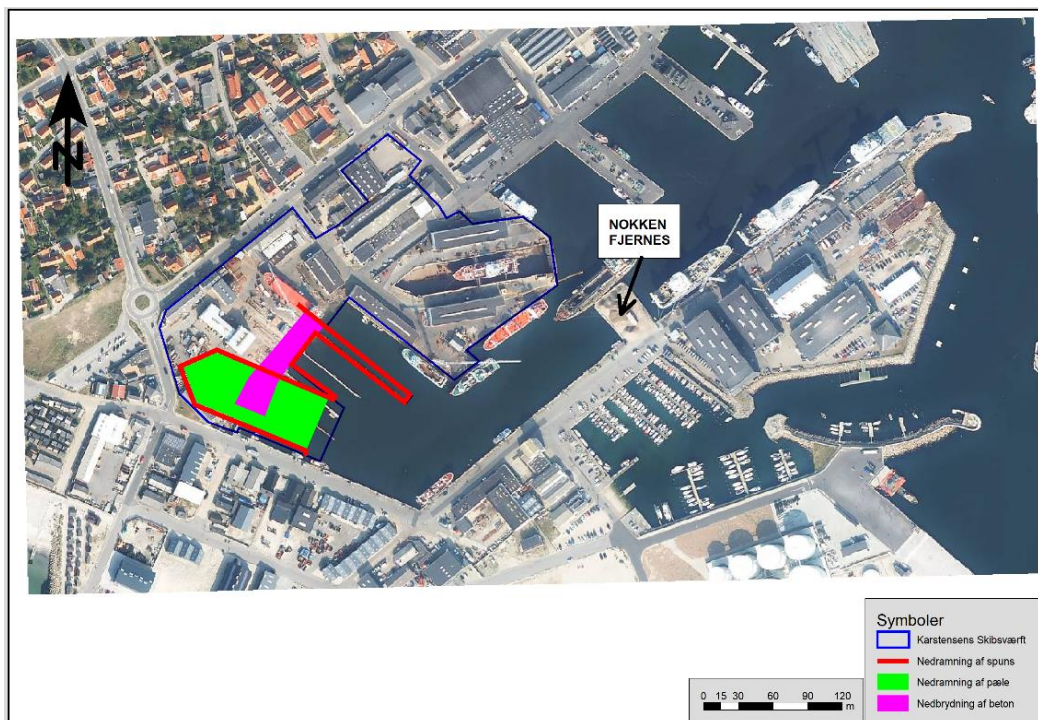 N
NOKKEN
FJERNES
Symboler
Karstensens Skibsværft
Nedramning af spuns
Nedramning af pæle
Nedbrydning af beton
0 15 30 60 90 120
m